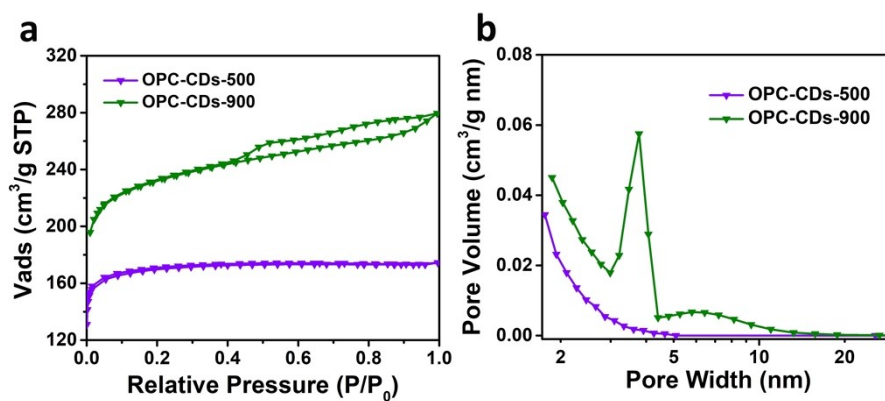 a
320
280
240
200
160
120
0.0 0.2 0.4 0.6 0.8 1.0
Vads (cm³/g STP)
Relative Pressure (P/P₀)
OPC-CDs-500
OPC-CDs-900
b
0.08
0.06
0.04
0.02
0.00
2 5 10 20
Pore Volume (cm³/g nm)
Pore Width (nm)
OPC-CDs-500
OPC-CDs-900